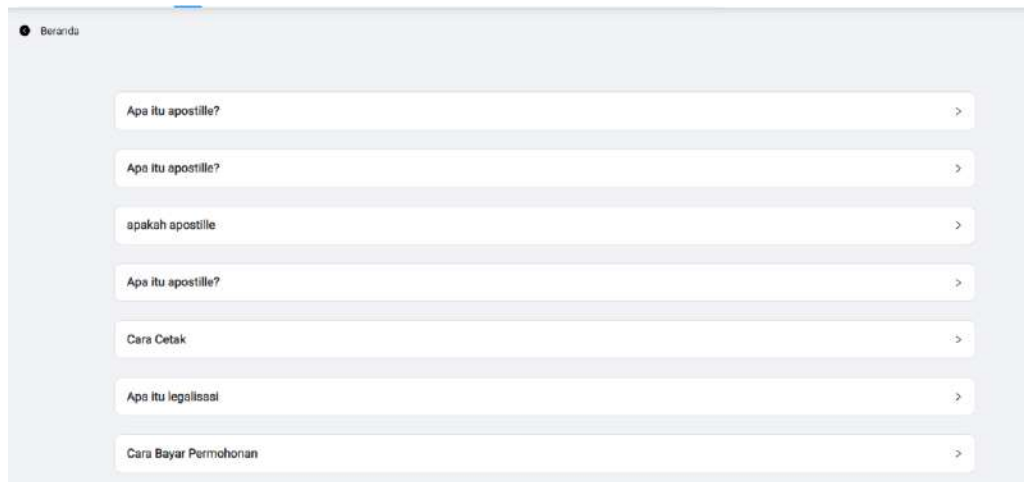 Beranda
Apa itu apostille?
Apa itu apostille?
apakah apostille
Apa itu apostille?
Cara Cetak
Apa itu legalisasi
Cara Bayar Permohonan